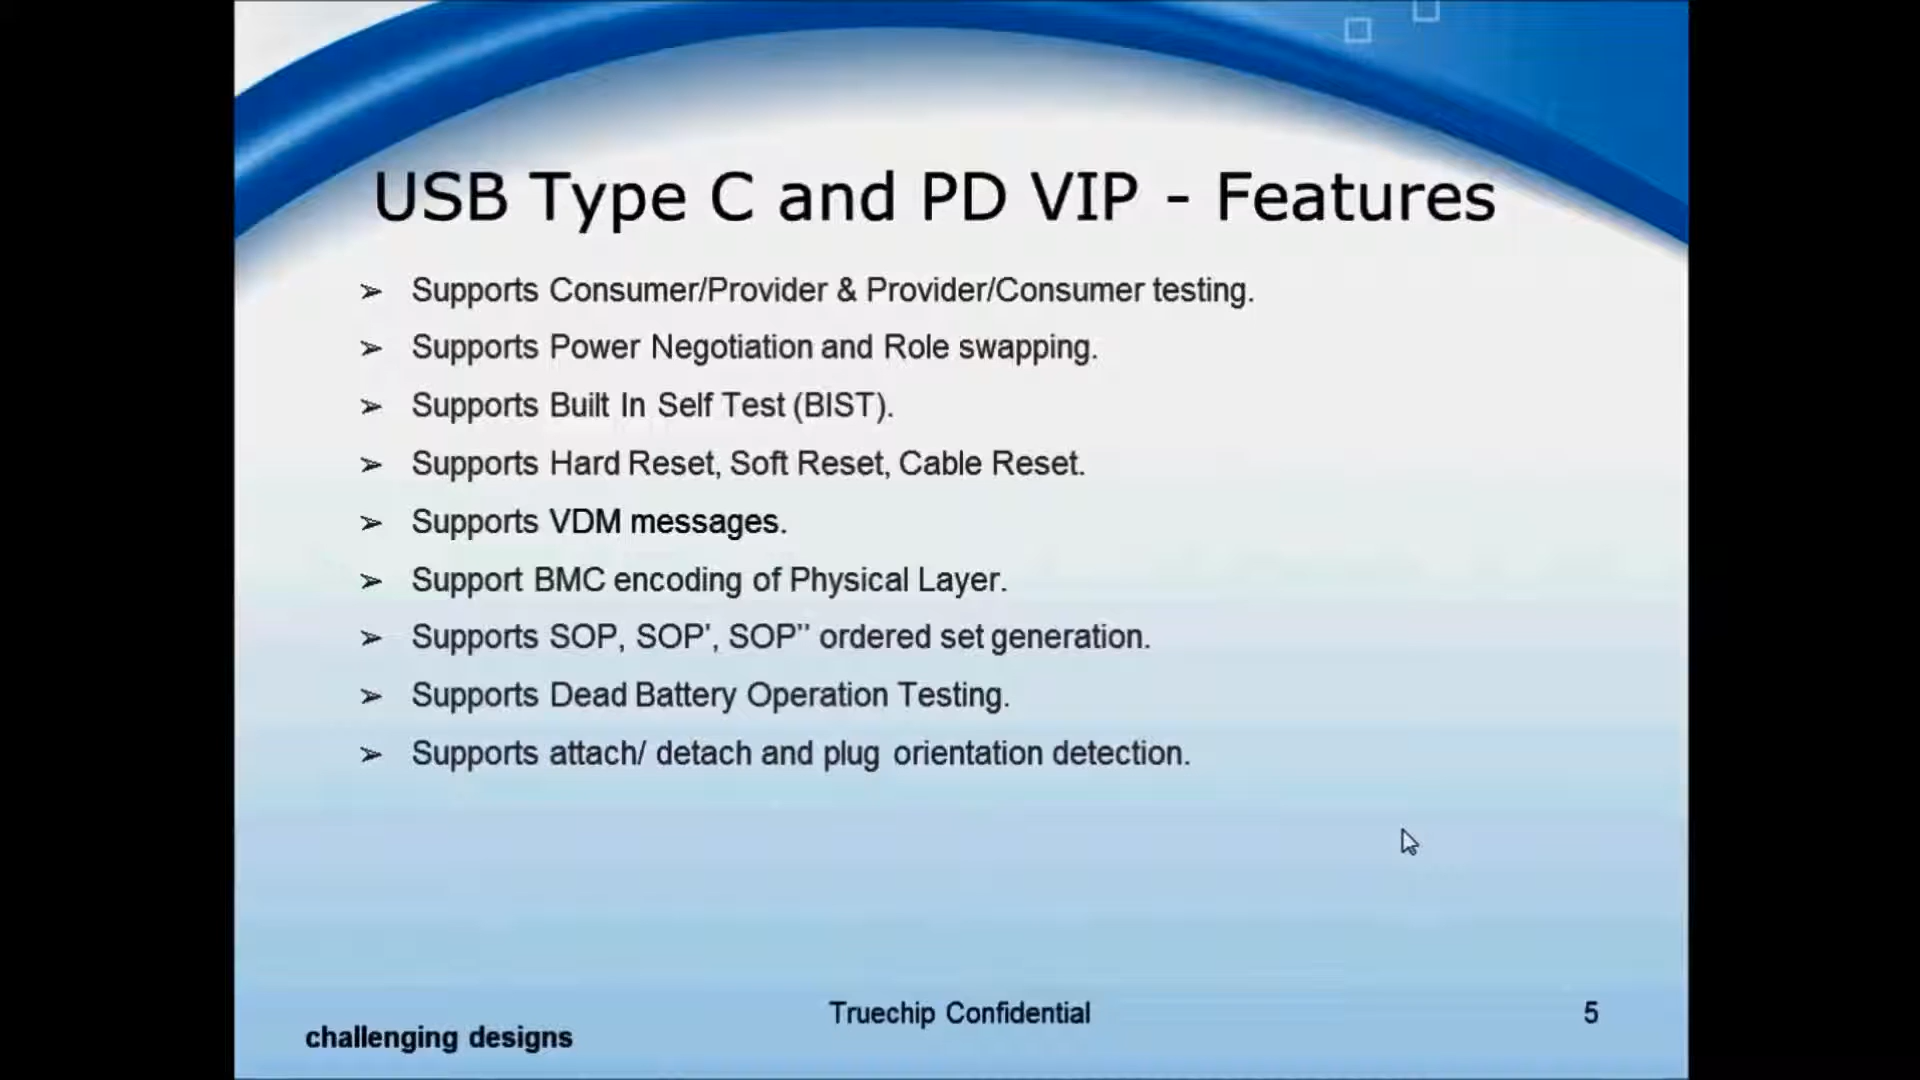 USB Type C and PD VIP - Features
➢ Supports Consumer/Provider & Provider/Consumer testing.
➢ Supports Power Negotiation and Role swapping.
➢ Supports Built In Self Test (BIST).
➢ Supports Hard Reset, Soft Reset, Cable Reset.
➢ Supports VDM messages.
➢ Support BMC encoding of Physical Layer.
➢ Supports SOP, SOP', SOP’’ ordered set generation.
➢ Supports Dead Battery Operation Testing.
➢ Supports attach/ detach and plug orientation detection.
Truechip Confidential
5
challenging designs